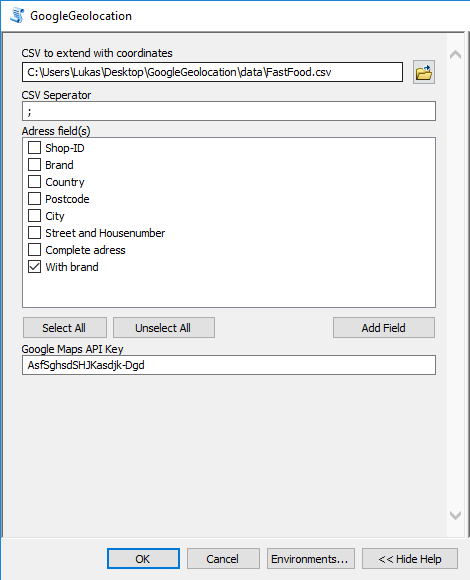 GoogleGeolocation
CSV to extend with coordinates
C:\Users\Lukas\Desktop\GoogleGeolocation\data\FastFood.csv
CSV Seperator
;
Adress field(s)
Shop-ID
Brand
Country
Postcode
City
Street and Housenumber
Complete adress
With brand
Select All
Unselect All
Add Field
Google Maps API Key
AsfSghsdSHJKasdjk-Dgd
OK
Cancel
Environments...
<< Hide Help